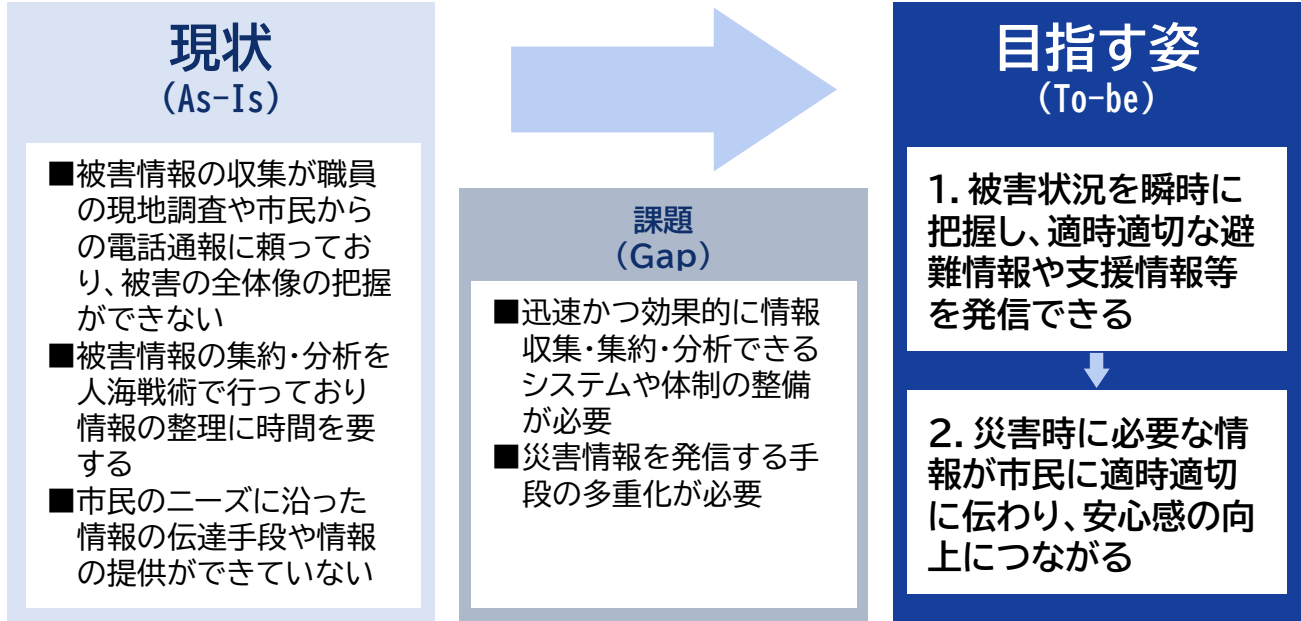 現状
(As-Is)
■被害情報の収集が職員
の現地調査や市民から
の電話通報に頼ってお
り、被害の全体像の把握
ができない
■被害情報の集約・分析を
人海戦術で行っており
情報の整理に時間を要
する
■市民のニーズに沿った
情報の伝達手段や情報
の提供ができていない
課題
(Gap)
■迅速かつ効果的に情報
収集・集約・分析できる
システムや体制の整備
が必要
■災害情報を発信する手
段の多重化が必要
目指す姿
(To-be)
1．被害状況を瞬時に
把握し、適時適切な避
難情報や支援情報等
を発信できる
2．災害時に必要な情
報が市民に適時適切
に伝わり、安心感の向
上につながる